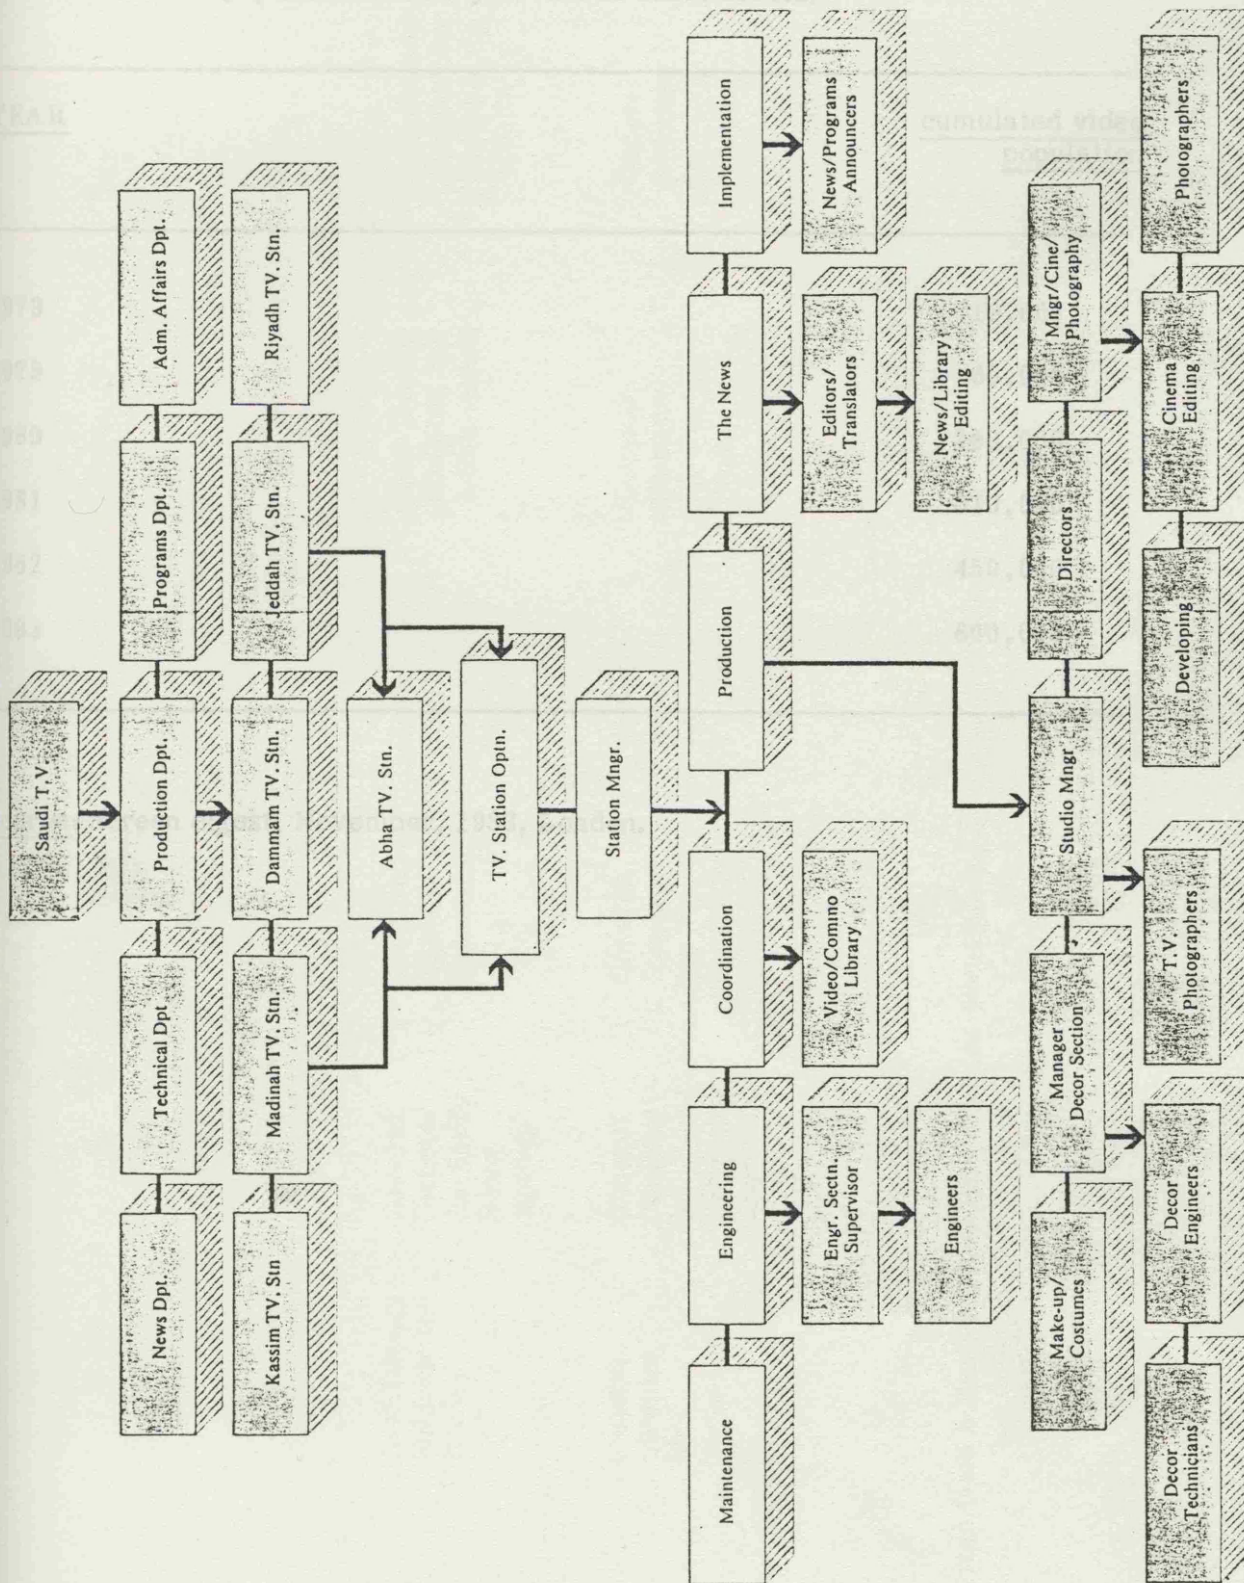 Saudi T.V.
News Dpt.
Technical Dpt
Production Dpt.
Programs Dpt.
Adm. Affairs Dpt.
Kassim TV. Stn
Madinah TV. Stn.
Dammam TV. Stn.
Jeddah TV. Stn.
Riyadh TV. Stn.
Abha TV. Stn.
TV. Station Optn.
Station Mngr.
Maintenance
Engineering
Coordination
Production
The News
Implementation
Engr. Sectn.
Supervisor
Video/Commo
Library
Editors/
Translators
News/Programs
Announcers
Engineers
News/Library
Editing
Make-up/
Costumes
Manager
Decor Section
Studio Mngr
Directors
Mngr/Cine/
Photography
Decor
Technicians
Decor
Engineers
T.V.
Photographers
Developing
Cinema
Editing
Photographers
cumulated video
population